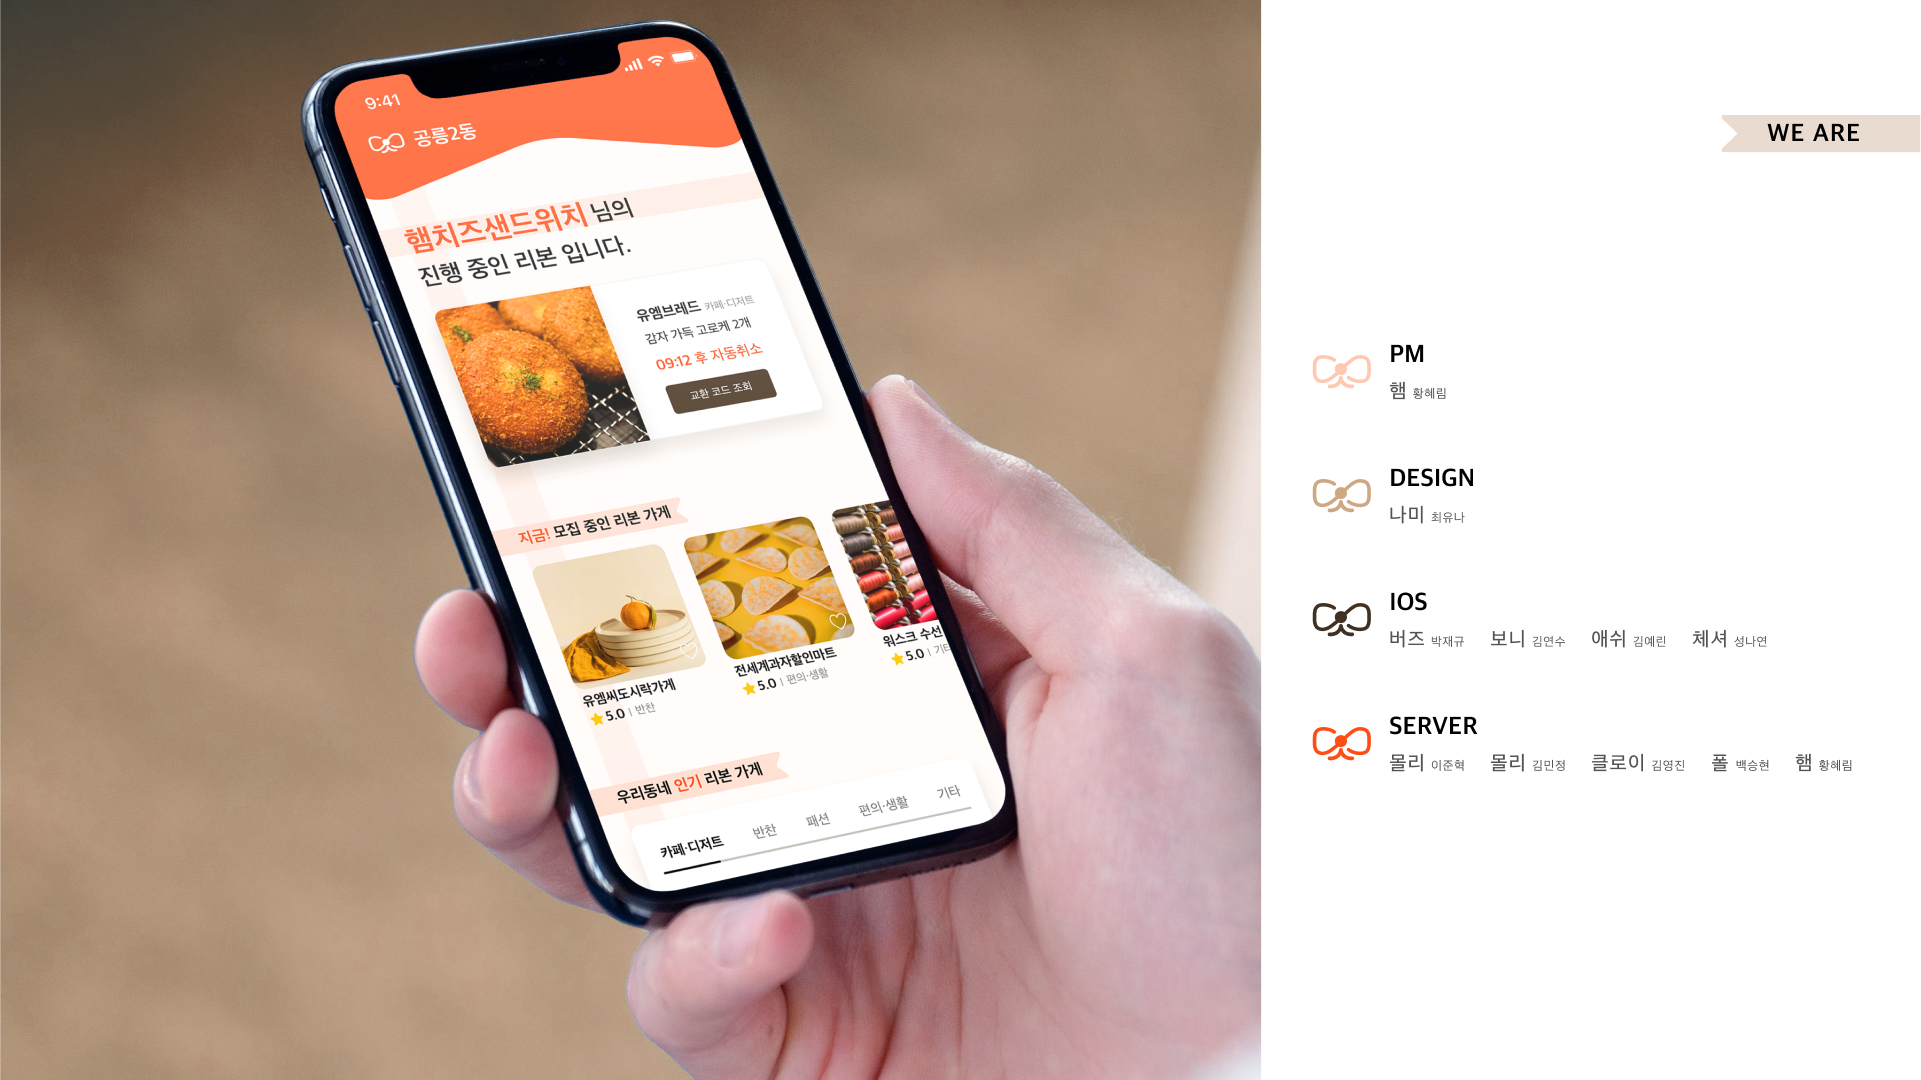 9:41
공릉2동
햄치즈샌드위치 님의
진행 중인 리본 입니다.
유엠브레드 카페·디저트
감자 가득 고로케 2개
09:12 후 자동취소
교환 코드 조회
지금! 모집 중인 리본 가게
유엠씨도시락가게
5.0 | 반찬
전세계과자할인마트
5.0 | 편의·생활
워스크 수선
5.0 | 기타
우리동네 인기 리본 가게
카페·디저트 반찬 패션 편의·생활 기타
WE ARE
PM
햄 황혜림
DESIGN
나미 최유나
IOS
버즈 박재규 보니 김연수 애쉬 김예린 체셔 성나연
SERVER
몰리 이준혁 몰리 김민정 클로이 김영진 폴 백승현 햄 황혜림